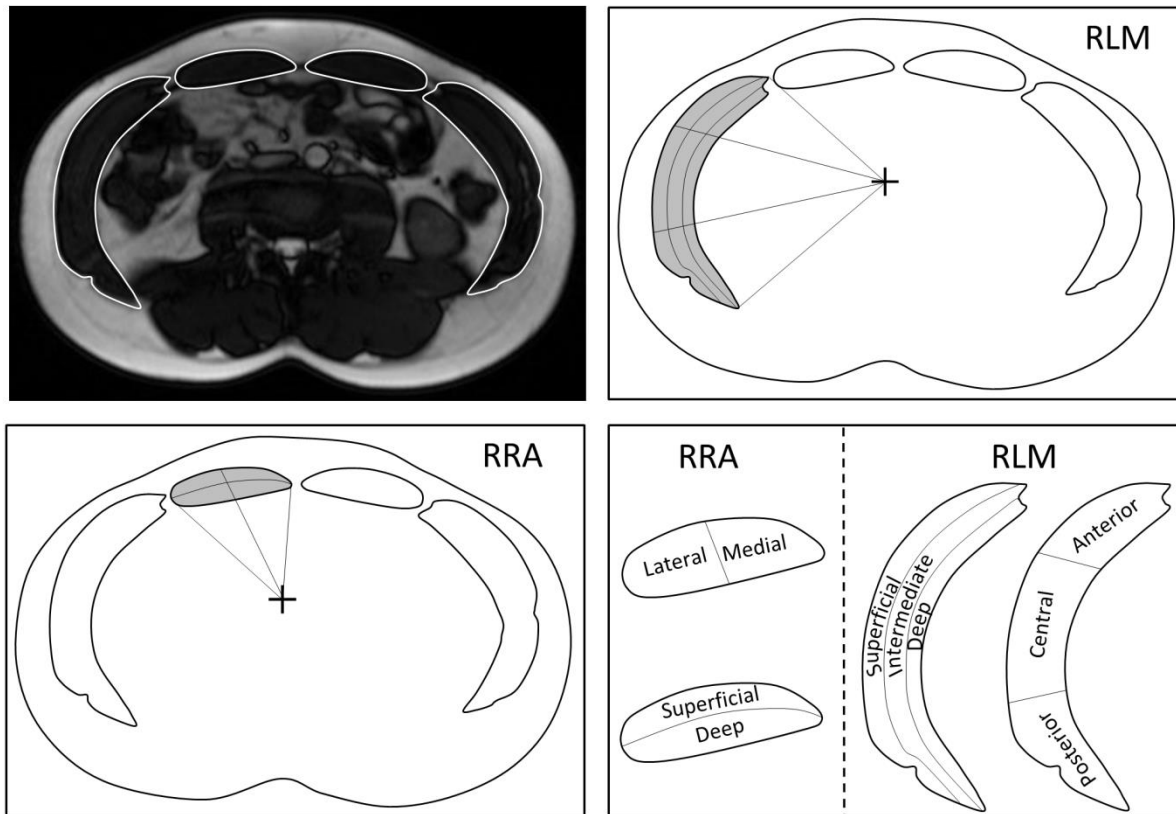 RLM
RRA
RRA
RLM
Lateral
Medial
Superficial
Deep
Superficial
Intermediate
Deep
Anterior
Central
Posterior